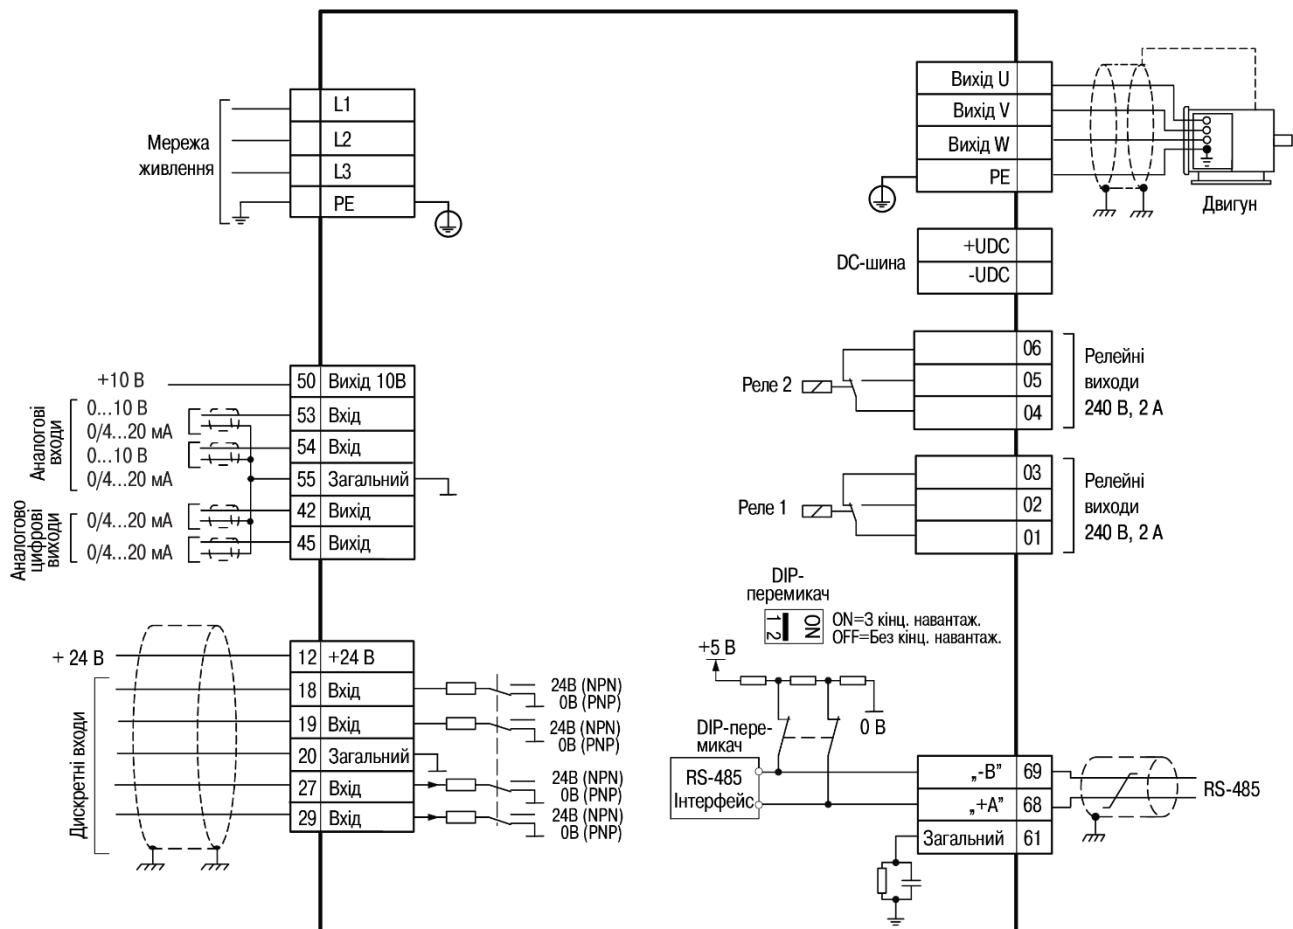 Мережа
живлення
L1
L2
L3
PE
Вихід U
Вихід V
Вихід W
PE
Двигун
DC-шина
+UDC
-UDC
+10 В
50 Вихід 10В
Аналогові
входи
0...10 В
0/4...20 мА
0...10 В
0/4...20 мА
53 Вхід
54 Вхід
55 Загальний
Аналогово
цифрові
виходи
0/4...20 мА
0/4...20 мА
42 Вихід
45 Вихід
Реле 2
06
05
04
Релейні
виходи
240 В, 2 А
Реле 1
03
02
01
Релейні
виходи
240 В, 2 А
+ 24 В
12 +24 В
Дискретні входи
18 Вхід
19 Вхід
20 Загальний
27 Вхід
29 Вхід
24В (NPN)
0В (PNP)
24В (NPN)
0В (PNP)
24В (NPN)
0В (PNP)
24В (NPN)
0В (PNP)
DIP-
перемикач
1 2
ON
ON=З кінц. навантаж.
OFF=Без кінц. навантаж.
+5 В
0 В
DIP-пере-
микач
RS-485
Інтерфейс
„-B” 69
„+A” 68
Загальний 61
RS-485